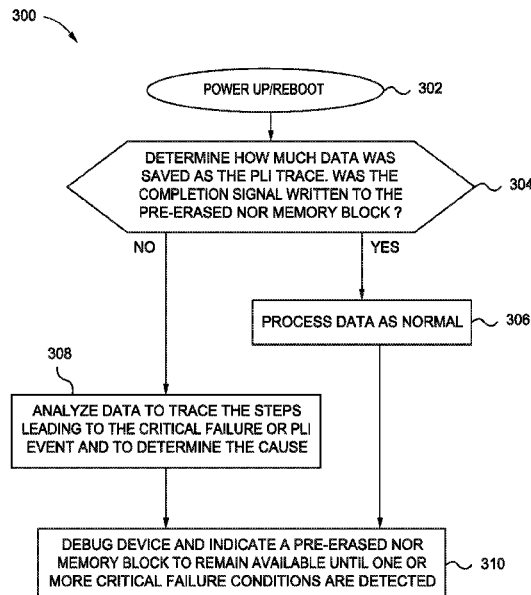 300
POWER UP/REBOOT
302
DETERMINE HOW MUCH DATA WAS
SAVED AS THE PLI TRACE. WAS THE
COMPLETION SIGNAL WRITTEN TO THE
PRE-ERASED NOR MEMORY BLOCK ?
304
NO
YES
PROCESS DATA AS NORMAL
306
308
ANALYZE DATA TO TRACE THE STEPS
LEADING TO THE CRITICAL FAILURE OR PLI
EVENT AND TO DETERMINE THE CAUSE
DEBUG DEVICE AND INDICATE A PRE-ERASED NOR
MEMORY BLOCK TO REMAIN AVAILABLE UNTIL ONE OR
MORE CRITICAL FAILURE CONDITIONS ARE DETECTED
310